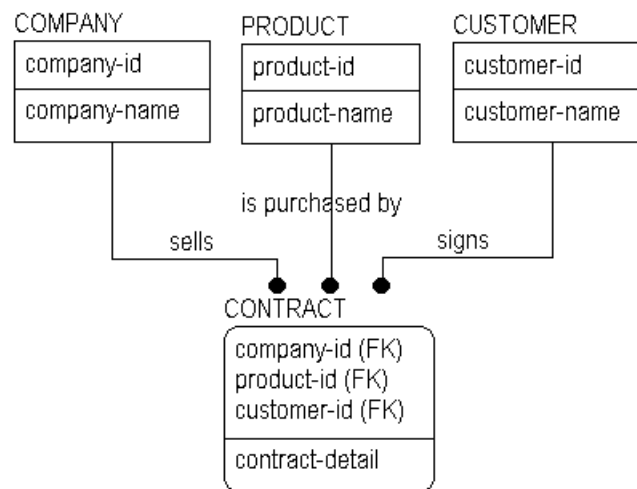 COMPANY
company-id
company-name
PRODUCT
product-id
product-name
CUSTOMER
customer-id
customer-name
is purchased by
sells
signs
CONTRACT
company-id (FK)
product-id (FK)
customer-id (FK)
contract-detail